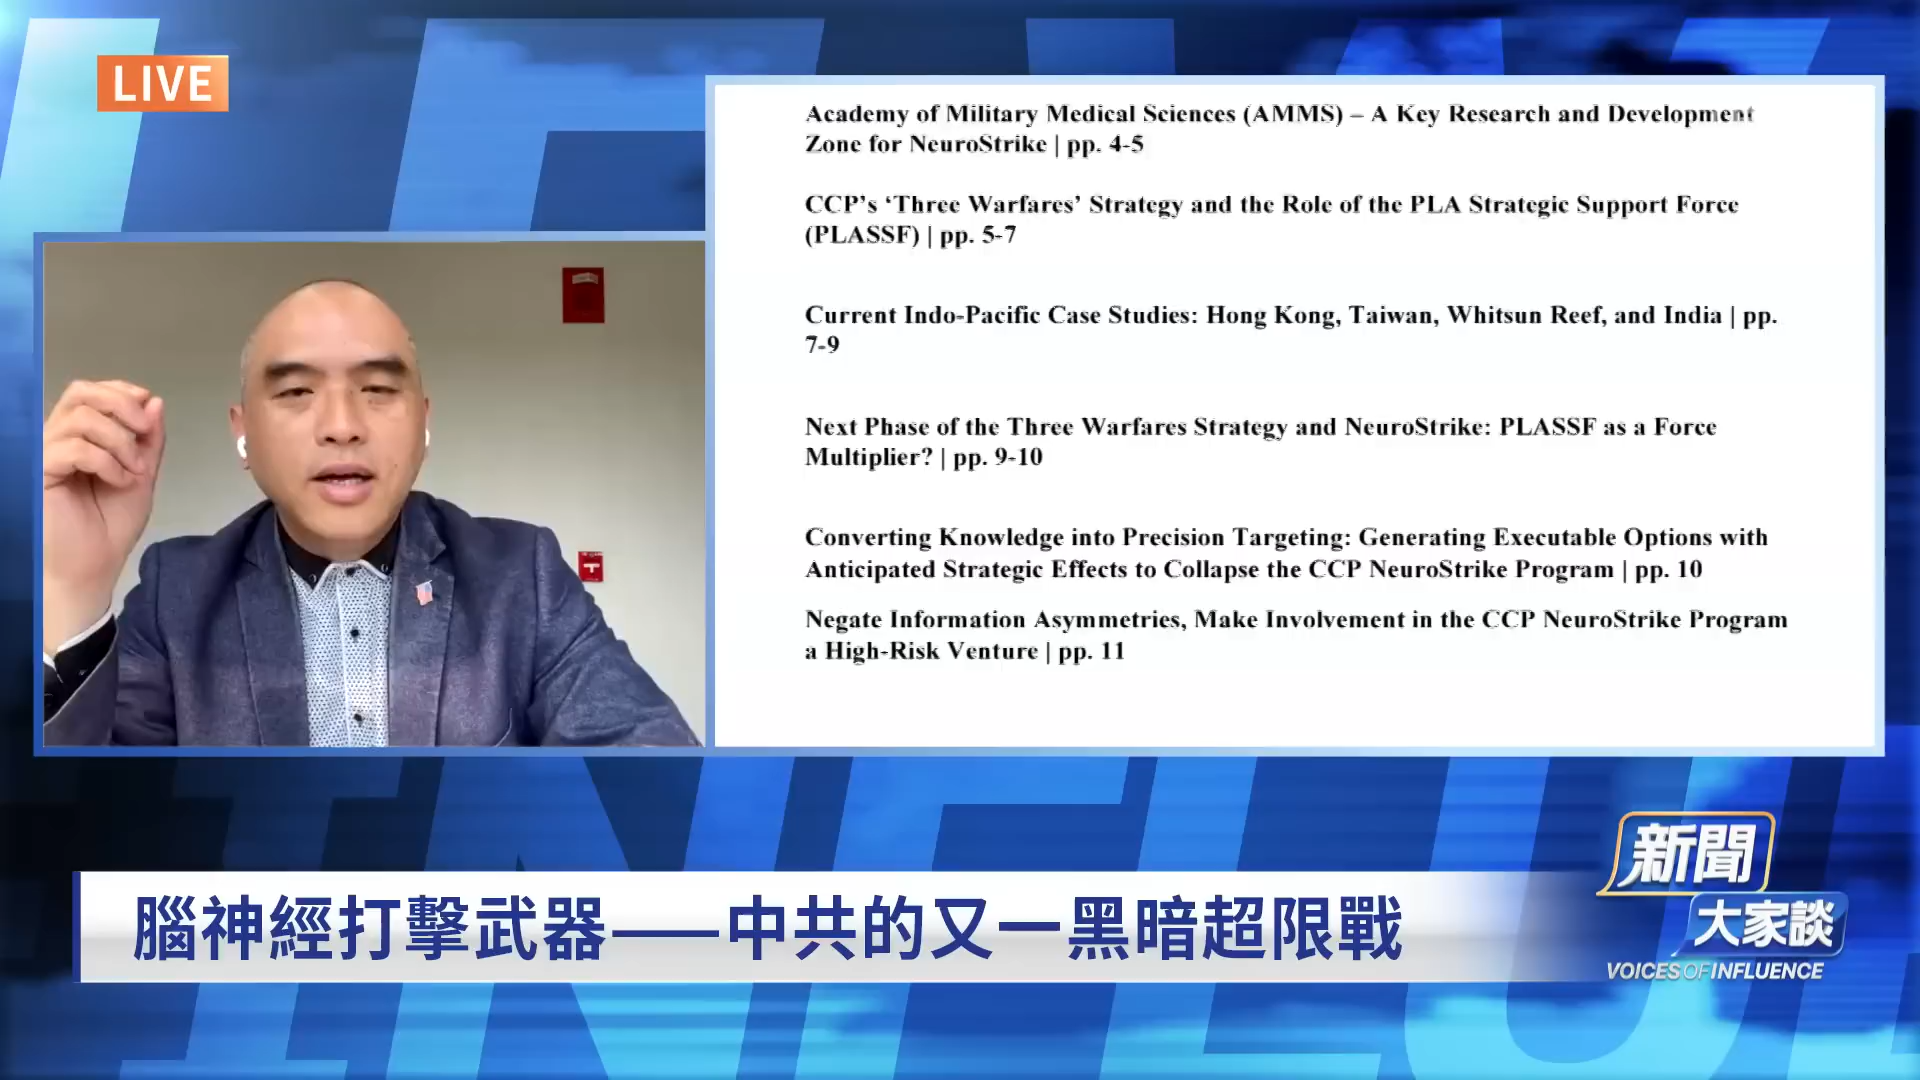 LIVE
Academy of Military Medical Sciences (AMMS) – A Key Research and Development
Zone for NeuroStrike | pp. 4-5
CCP’s ‘Three Warfares’ Strategy and the Role of the PLA Strategic Support Force
(PLASSF) | pp. 5-7
Current Indo-Pacific Case Studies: Hong Kong, Taiwan, Whitsun Reef, and India | pp.
7-9
Next Phase of the Three Warfares Strategy and NeuroStrike: PLASSF as a Force
Multiplier? | pp. 9-10
Converting Knowledge into Precision Targeting: Generating Executable Options with
Anticipated Strategic Effects to Collapse the CCP NeuroStrike Program | pp. 10
Negate Information Asymmetries, Make Involvement in the CCP NeuroStrike Program
a High-Risk Venture | pp. 11
腦神經打擊武器——中共的又一黑暗超限戰
新聞
大家談
VOICES OF INFLUENCE